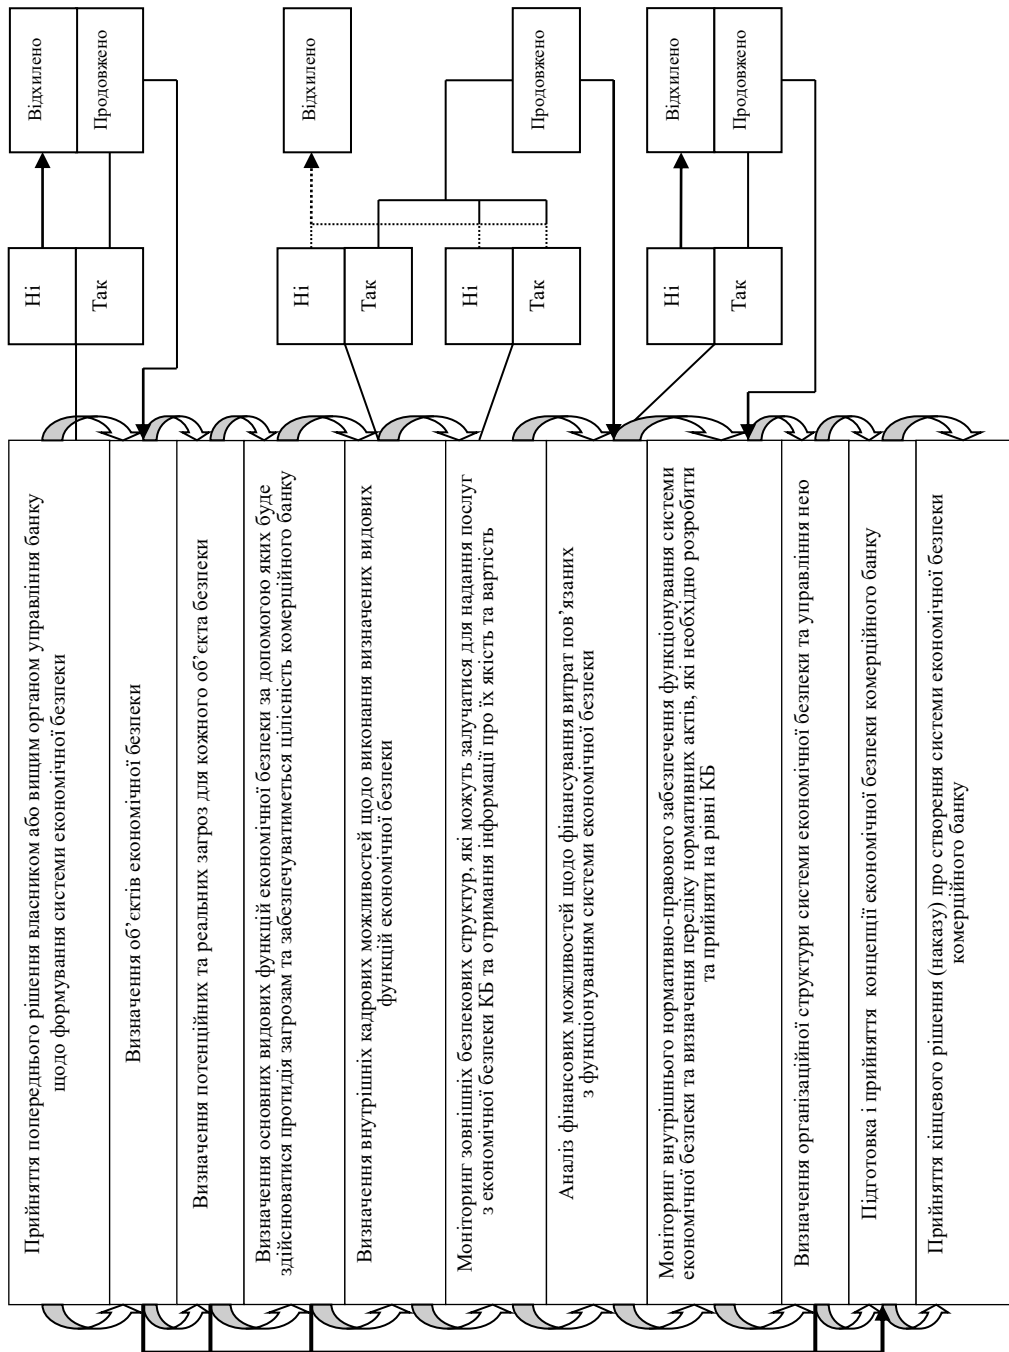 Прийняття попереднього рішення власником або вищим органом управління банку
щодо формування системи економічної безпеки
Визначення об’єктів економічної безпеки
Визначення потенційних та реальних загроз для кожного об’єкта безпеки
Визначення основних видових функцій економічної безпеки за допомогою яких буде
здійснюватися протидія загрозам та забезпечуватиметься цілісність комерційного банку
Визначення внутрішніх кадрових можливостей щодо виконання визначених видових
функцій економічної безпеки
Моніторинг зовнішніх безпекових структур, які можуть залучатися для надання послуг
з економічної безпеки КБ та отримання інформації про їх якість та вартість
Аналіз фінансових можливостей щодо фінансування витрат пов’язаних
з функціонуванням системи економічної безпеки
Моніторинг внутрішнього нормативно-правового забезпечення функціонування системи
економічної безпеки та визначення переліку нормативних актів, які необхідно розробити
та прийняти на рівні КБ
Визначення організаційної структури системи економічної безпеки та управління нею
Підготовка і прийняття концепції економічної безпеки комерційного банку
Прийняття кінцевого рішення (наказу) про створення системи економічної безпеки
комерційного банку
Ні
Так
Ні
Так
Ні
Так
Ні
Так
Відхилено
Продовжено
Відхилено
Продовжено
Відхилено
Продовжено